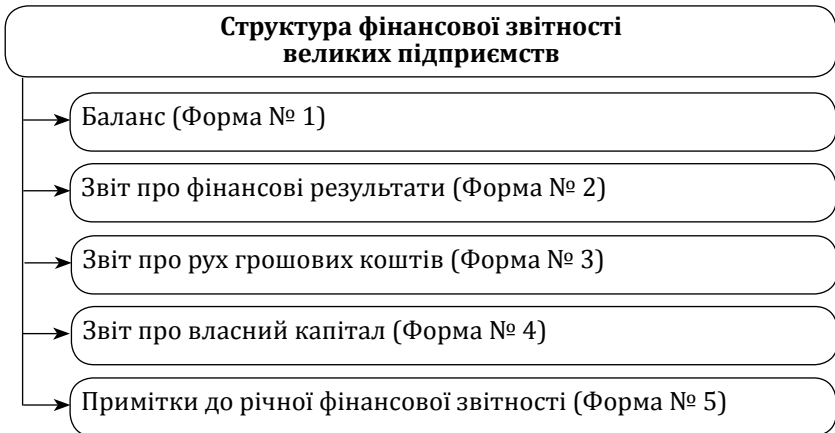 Структура фінансової звітності
великих підприємств
Баланс (Форма № 1)
Звіт про фінансові результати (Форма № 2)
Звіт про рух грошових коштів (Форма № 3)
Звіт про власний капітал (Форма № 4)
Примітки до річної фінансової звітності (Форма № 5)